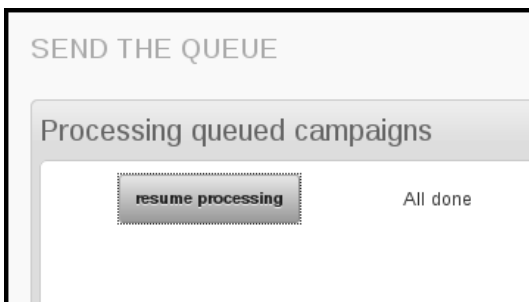 SEND THE QUEUE
Processing queued campaigns
resume processing All done